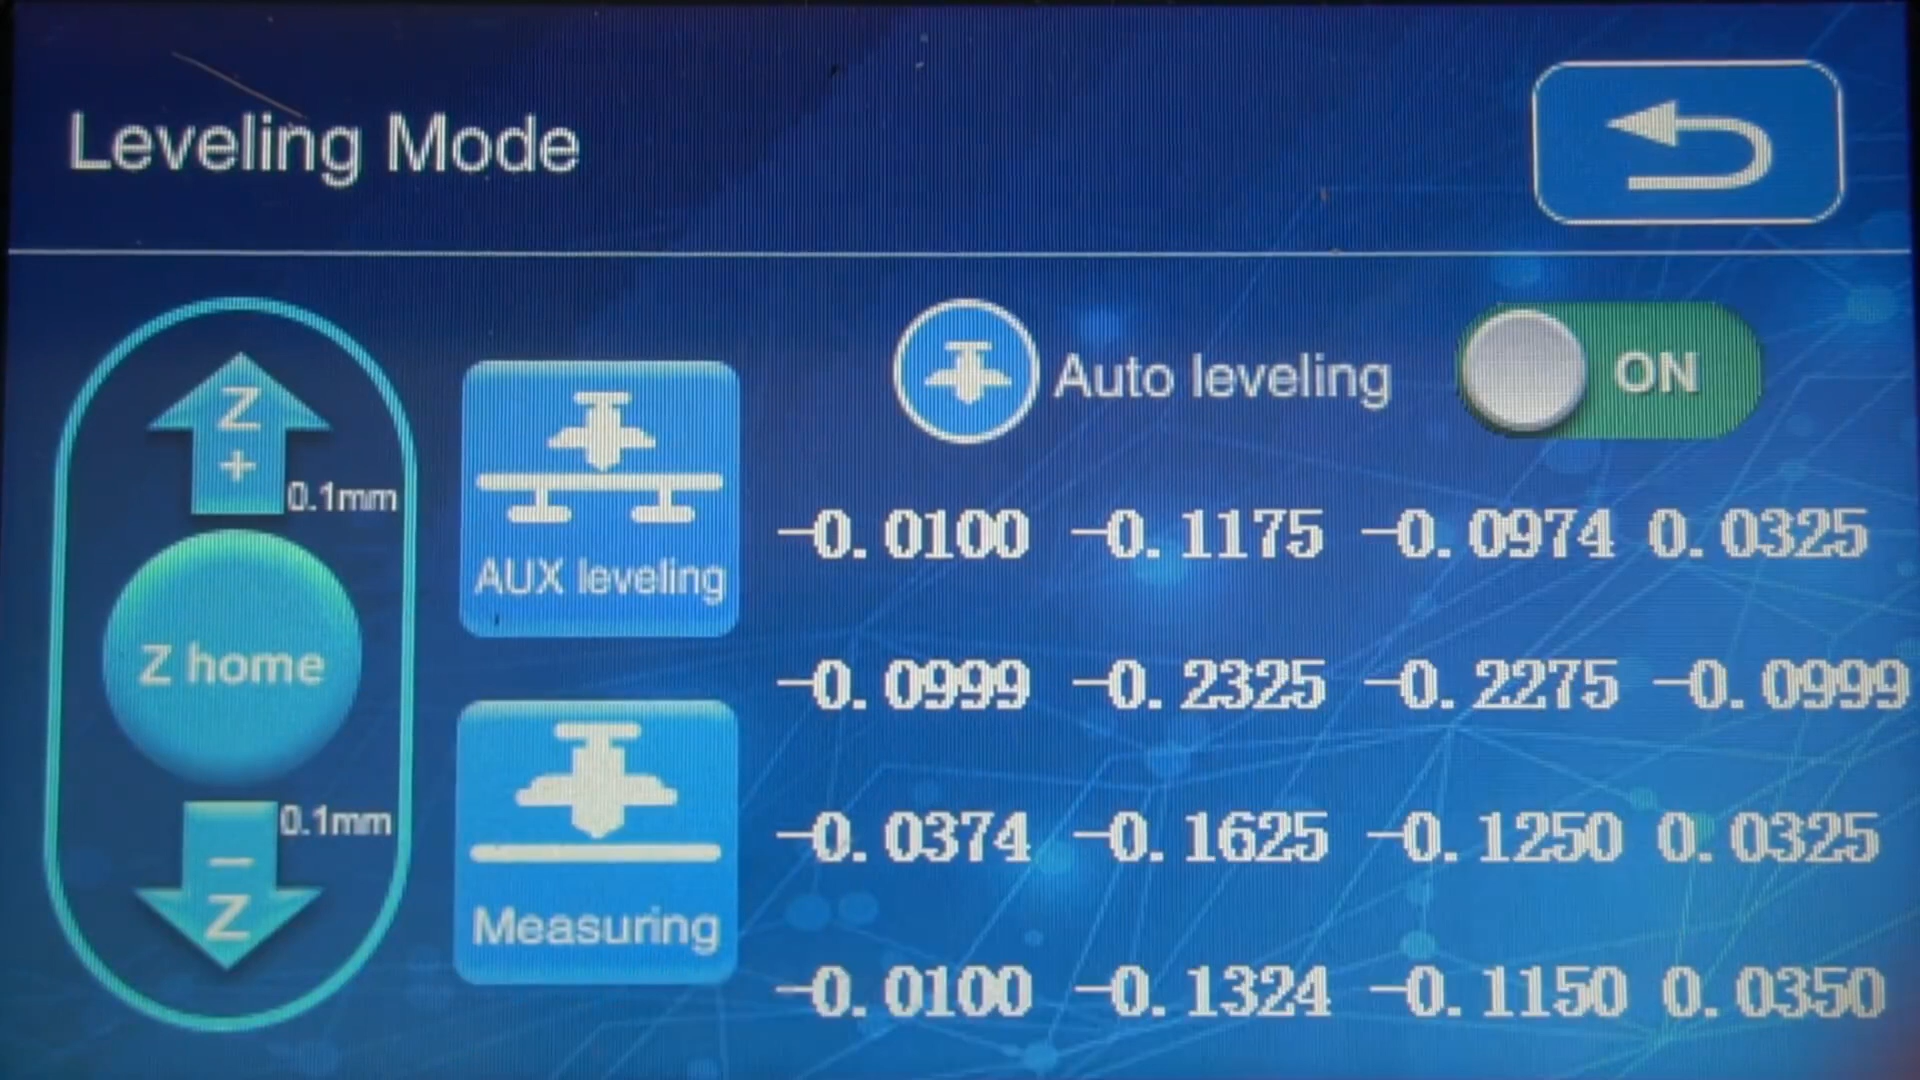 Leveling Mode
Z
+
0.1mm
Z home
0.1mm
−
Z
AUX leveling
Measuring
Auto leveling
ON
-0.0100 -0.1175 -0.0974 0.0325
-0.0999 -0.2325 -0.2275 -0.0999
-0.0374 -0.1625 -0.1250 0.0325
-0.0100 -0.1324 -0.1150 0.0350